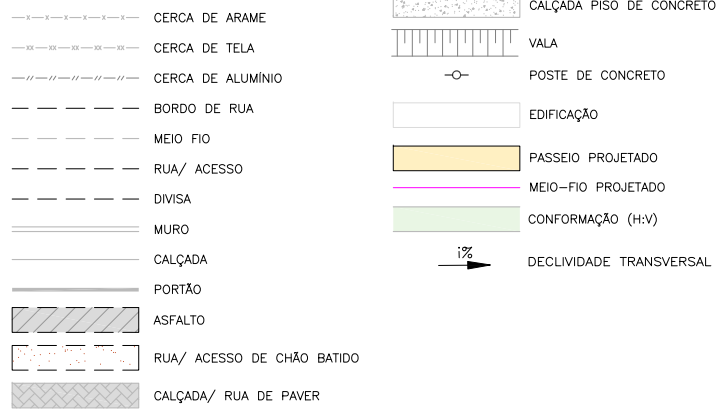 CERCA DE ARAME
CERCA DE TELA
CERCA DE ALUMÍNIO
BORDO DE RUA
MEIO FIO
RUA/ ACESSO
DIVISA
MURO
CALÇADA
PORTÃO
ASFALTO
RUA/ ACESSO DE CHÃO BATIDO
CALÇADA/ RUA DE PAVER
CALÇADA PISO DE CONCRETO
VALA
POSTE DE CONCRETO
EDIFICAÇÃO
PASSEIO PROJETADO
MEIO-FIO PROJETADO
CONFORMAÇÃO (H:V)
i% DECLIVIDADE TRANSVERSAL